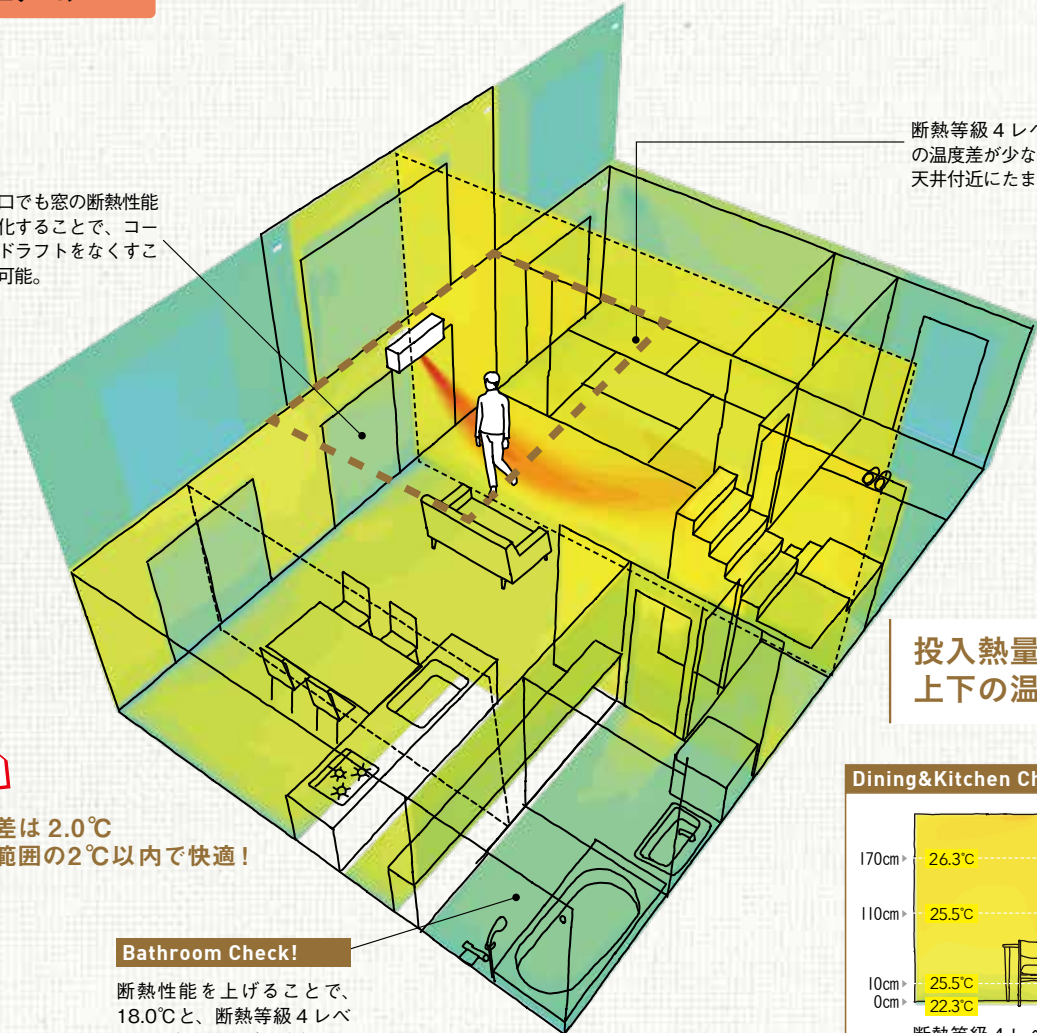 断熱等級 4 レベ
の温度差が少な
天井付近にたま
口でも窓の断熱性能
化することで、コー
ドラフトをなくすこ
可能。
投入熱量
上下の温
差は 2.0℃
範囲の2℃以内で快適！
Bathroom Check!
断熱性能を上げることで、
18.0℃と、断熱等級 4 レベ
Dining&Kitchen Ch
170cm 26.3℃
110cm 25.5℃
10cm 25.5℃
0cm 22.3℃